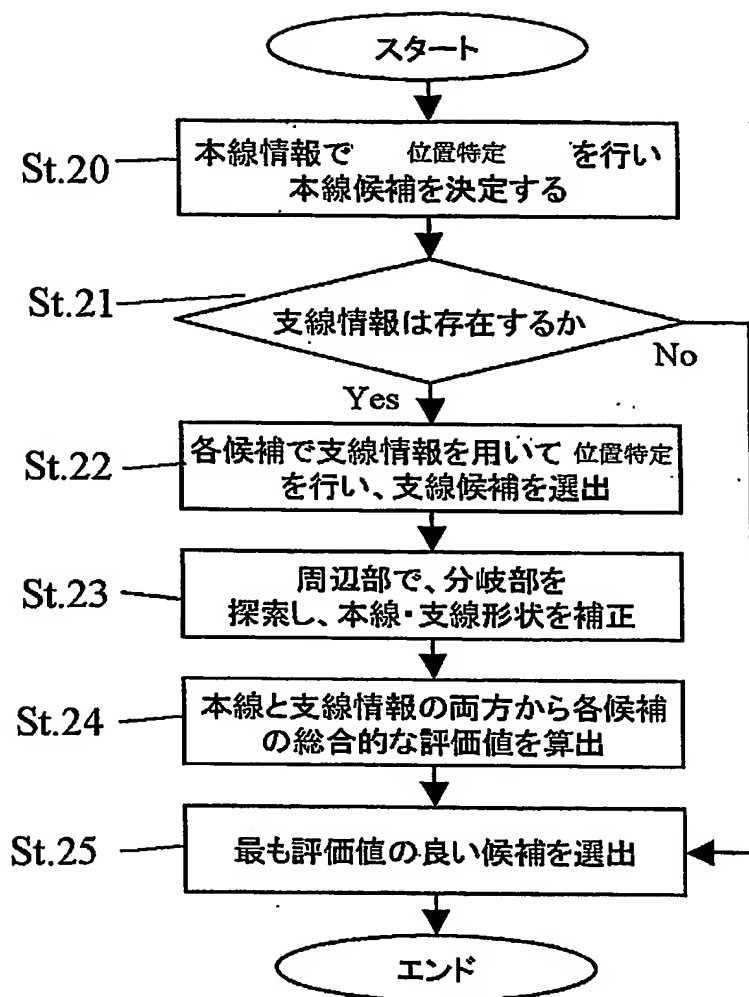 スタート
St.20
本線情報で 位置特定 を行い
本線候補を決定する
St.21
支線情報は存在するか
No
Yes
St.22
各候補で支線情報を用いて 位置特定
を行い、支線候補を選出
St.23
周辺部で、分岐部を
探索し、本線・支線形状を補正
St.24
本線と支線情報の両方から各候補
の総合的な評価値を算出
St.25
最も評価値の良い候補を選出
エンド